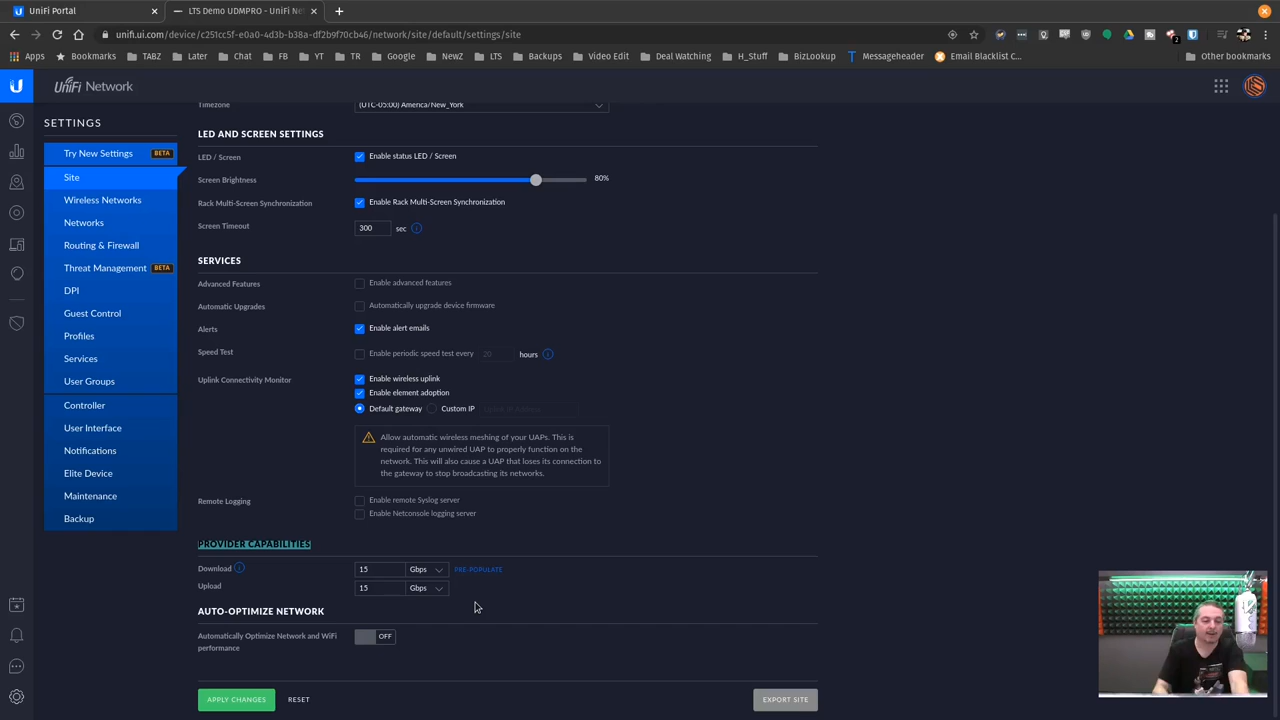 UniFi Portal
LTS Demo UDMPRO - UniFi Ne
unifi.ui.com/device/c251cc5f-e0a0-4d3b-b38a-df2b9f70cb46/network/site/default/settings/site
Apps
Bookmarks
TABZ
Later
Chat
FB
YT
TR
Google
NewZ
LTS
Backups
Video Edit
Deal Watching
H_Stuff
BizLookup
Messageheader
Email Blacklist C...
Other bookmarks
UniFi Network
SETTINGS
Try New Settings BETA
Site
Wireless Networks
Networks
Routing & Firewall
Threat Management BETA
DPI
Guest Control
Profiles
Services
User Groups
Controller
User Interface
Notifications
Elite Device
Maintenance
Backup
Timezone (UTC-05:00) America/New_York
LED AND SCREEN SETTINGS
LED / Screen Enable status LED / Screen
Screen Brightness 80%
Rack Multi-Screen Synchronization Enable Rack Multi-Screen Synchronization
Screen Timeout 300 sec
SERVICES
Advanced Features Enable advanced features
Automatic Upgrades Automatically upgrade device firmware
Alerts Enable alert emails
Speed Test Enable periodic speed test every 20 hours
Uplink Connectivity Monitor Enable wireless uplink
Enable element adoption
Default gateway Custom IP
Allow automatic wireless meshing of your UAPs. This is
required for any unwired UAP to properly function on the
network. This will also cause a UAP that loses its connection to
the gateway to stop broadcasting its networks.
Remote Logging Enable remote Syslog server
Enable Netconsole logging server
PROVIDER CAPABILITIES
Download 15 Gbps PRE-POPULATE
Upload 15 Gbps
AUTO-OPTIMIZE NETWORK
Automatically Optimize Network and WiFi OFF
performance
APPLY CHANGES RESET EXPORT SITE